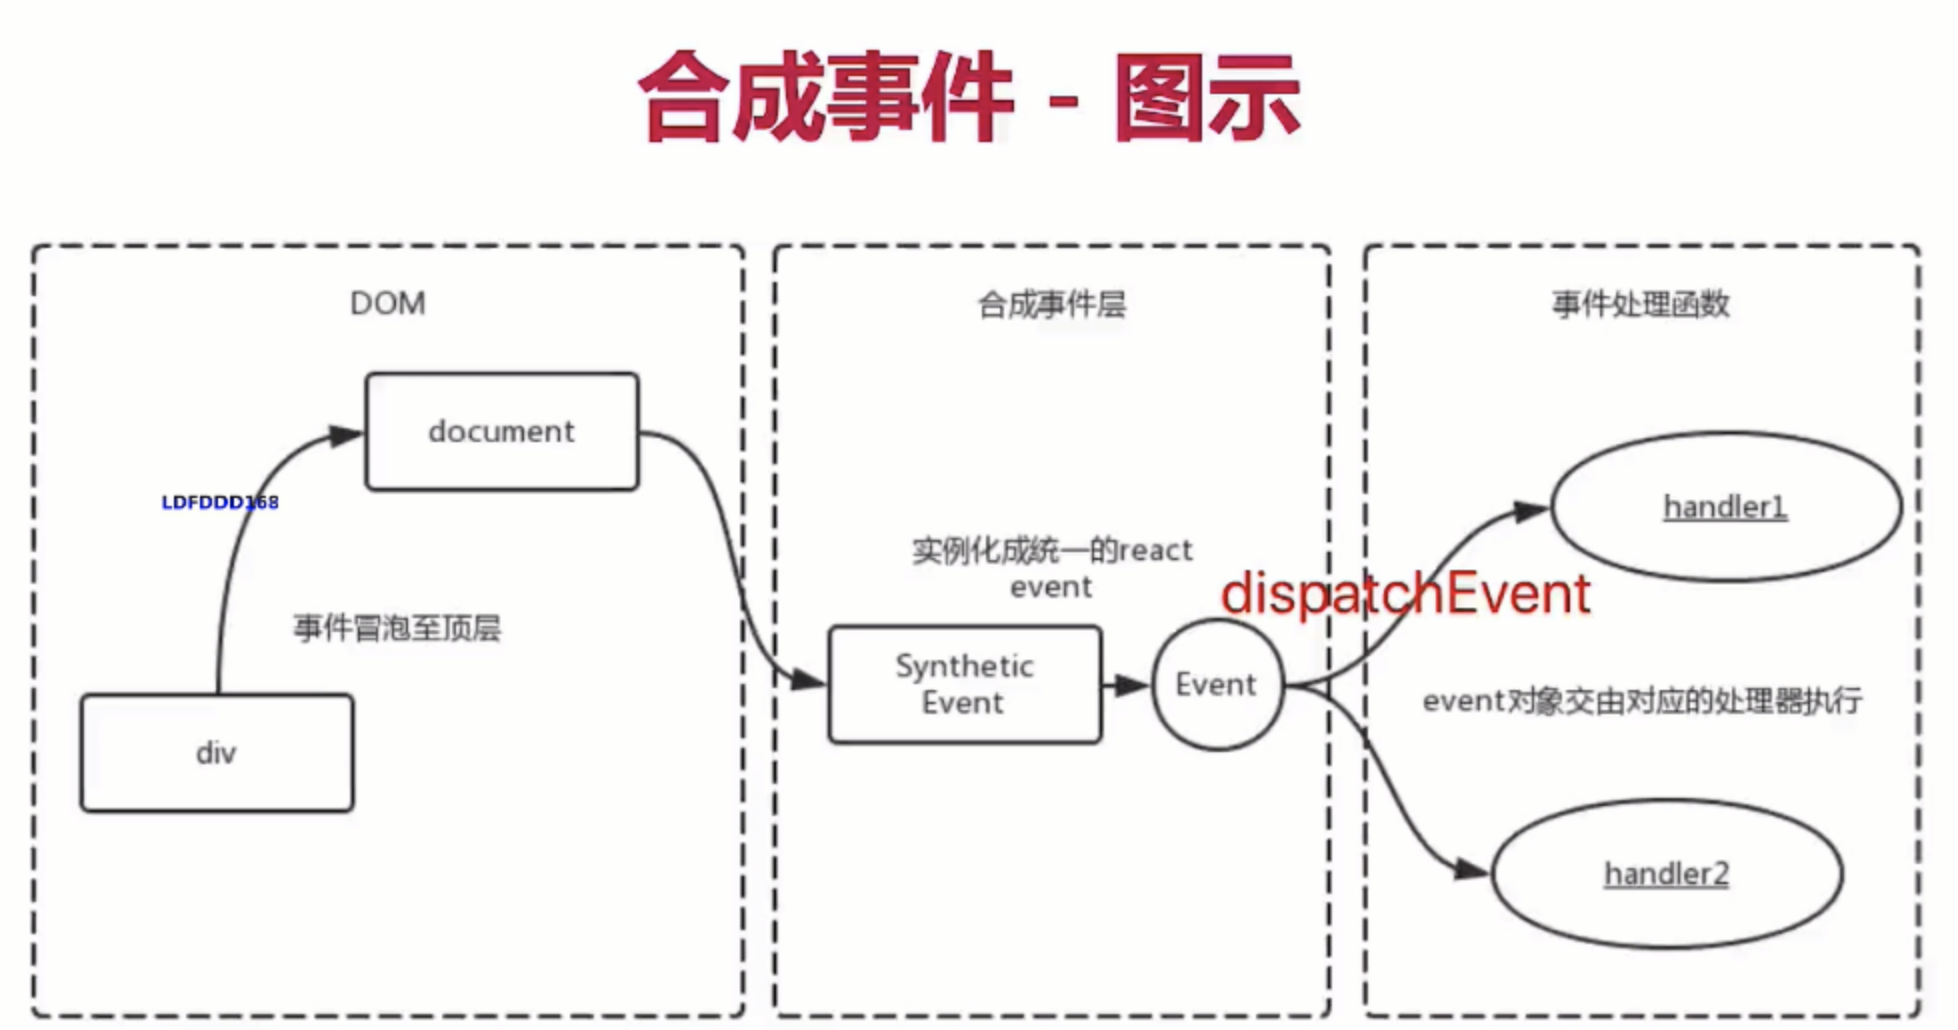 合成事件 - 图示
DOM
document
LDFDDD168
事件冒泡至顶层
div
合成事件层
实例化成统一的react
event
Synthetic
Event
Event
dispatchEvent
事件处理函数
handler1
event对象交由对应的处理器执行
handler2